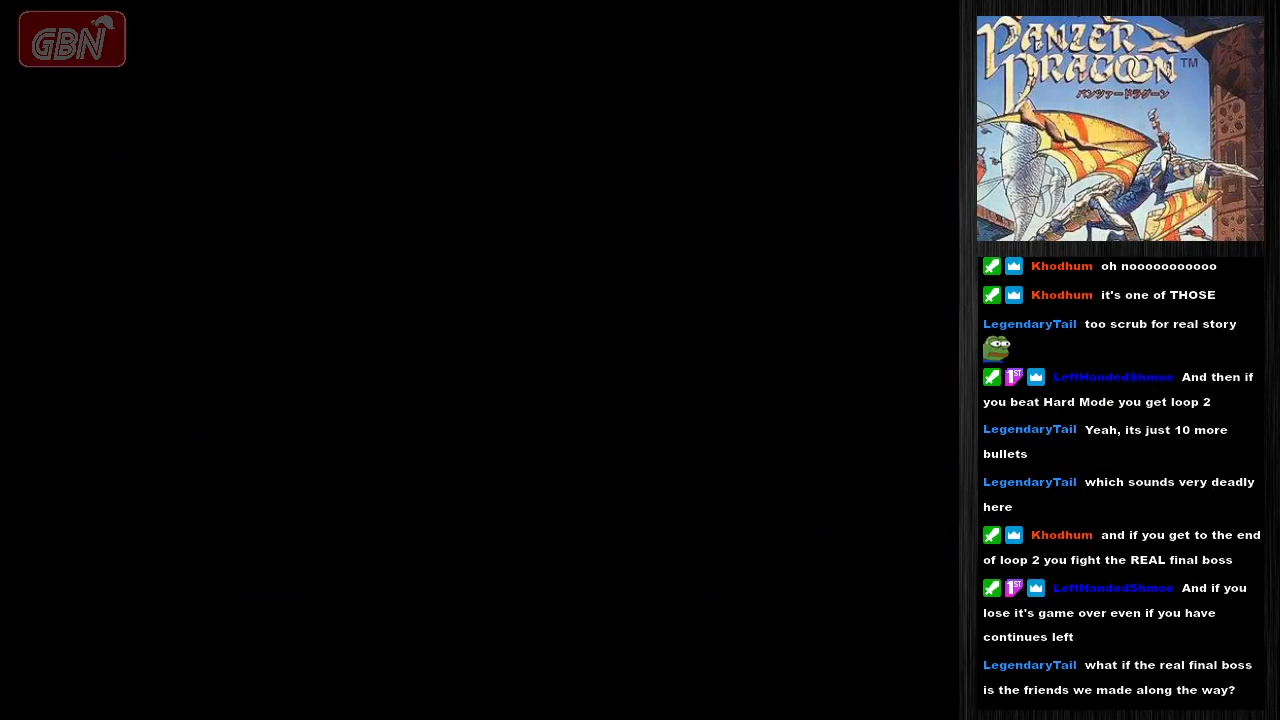 GBN
PANZER
DRAGOON™
パンツァードラグーン
Khodhum oh nooooooooooo
Khodhum it's one of THOSE
LegendaryTail too scrub for real story
1ST LeftHandedShmoe And then if
you beat Hard Mode you get loop 2
LegendaryTail Yeah, its just 10 more
bullets
LegendaryTail which sounds very deadly
here
Khodhum and if you get to the end
of loop 2 you fight the REAL final boss
1ST LeftHandedShmoe And if you
lose it's game over even if you have
continues left
LegendaryTail what if the real final boss
is the friends we made along the way?